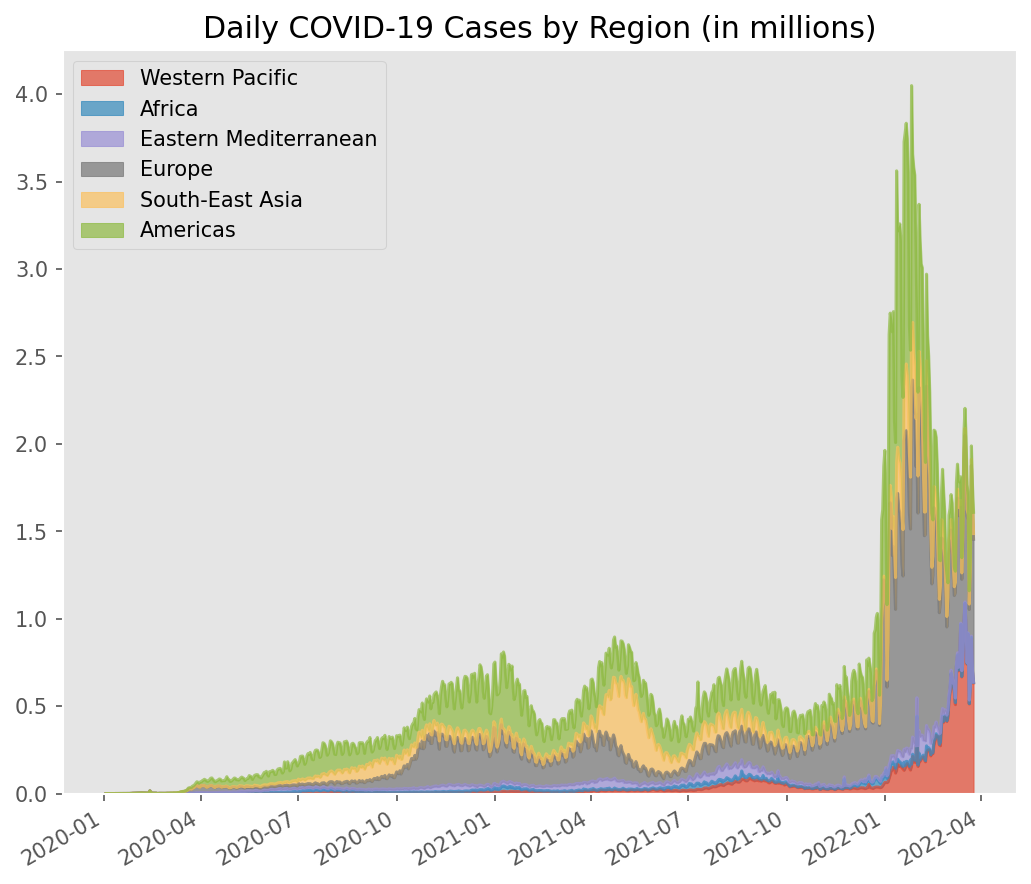 Daily COVID-19 Cases by Region (in millions)
Western Pacific
Africa
Eastern Mediterranean
Europe
South-East Asia
Americas
4.0
3.5
3.0
2.5
2.0
1.5
1.0
0.5
0.0
2020-01
2020-04
2020-07
2020-10
2021-01
2021-04
2021-07
2021-10
2022-01
2022-04